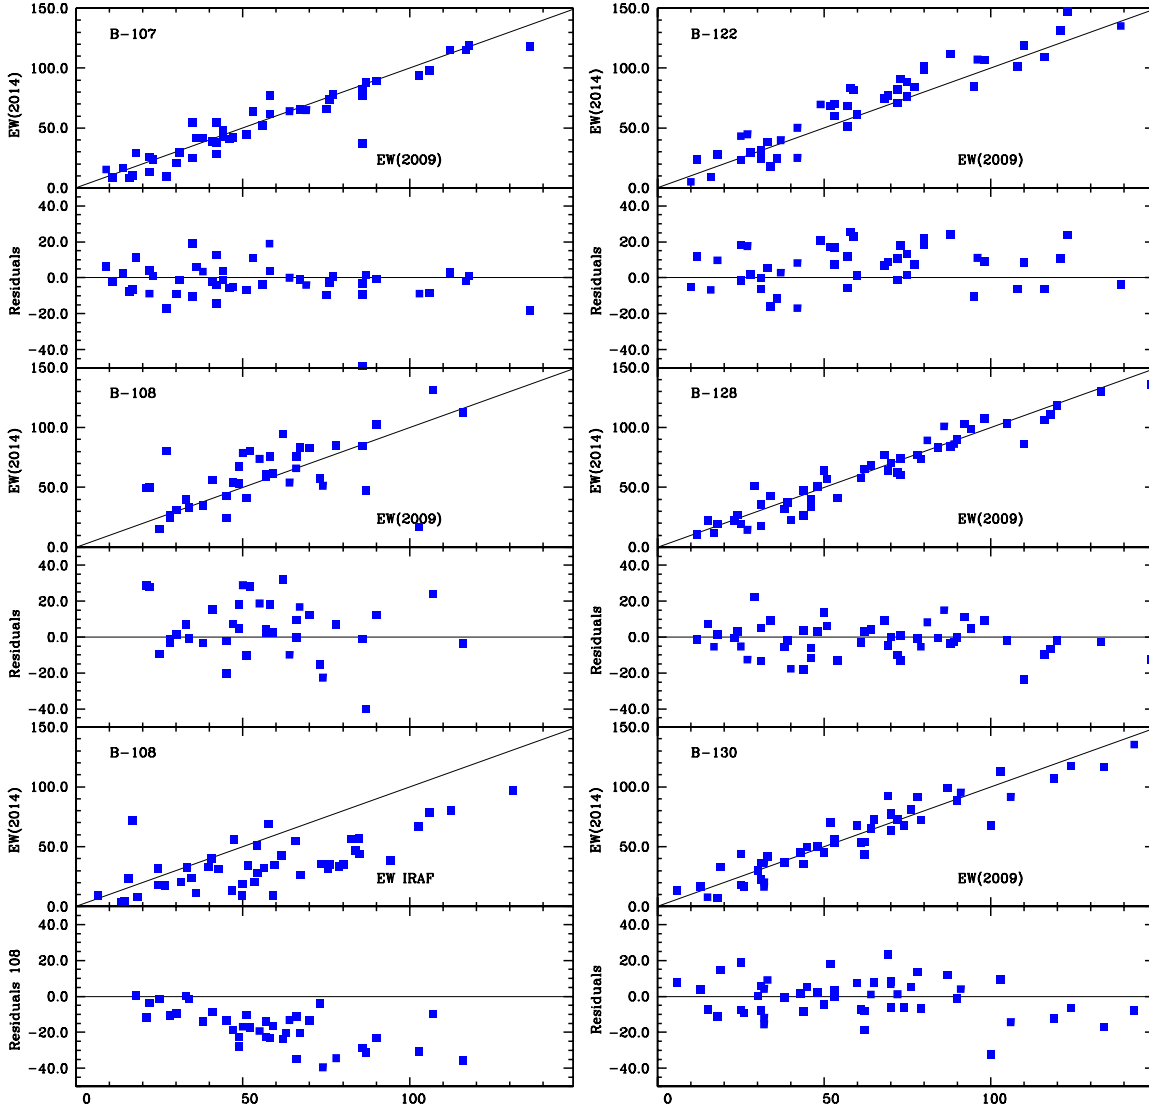 150.0
B-107
100.0
EW(2014)
50.0
EW(2009)
0.0
40.0
20.0
Residuals
0.0
-20.0
-40.0
150.0
B-108
100.0
EW(2014)
50.0
EW(2009)
0.0
40.0
20.0
Residuals
0.0
-20.0
-40.0
150.0
B-108
100.0
EW(2014)
50.0
EW IRAF
0.0
40.0
20.0
Residuals 108
0.0
-20.0
-40.0
0 50 100
150.0
B-122
100.0
EW(2014)
50.0
EW(2009)
0.0
40.0
20.0
Residuals
0.0
-20.0
-40.0
150.0
B-128
100.0
EW(2014)
50.0
EW(2009)
0.0
40.0
20.0
Residuals
0.0
-20.0
-40.0
150.0
B-130
100.0
EW(2014)
50.0
EW(2009)
0.0
40.0
20.0
Residuals
0.0
-20.0
-40.0
0 50 100